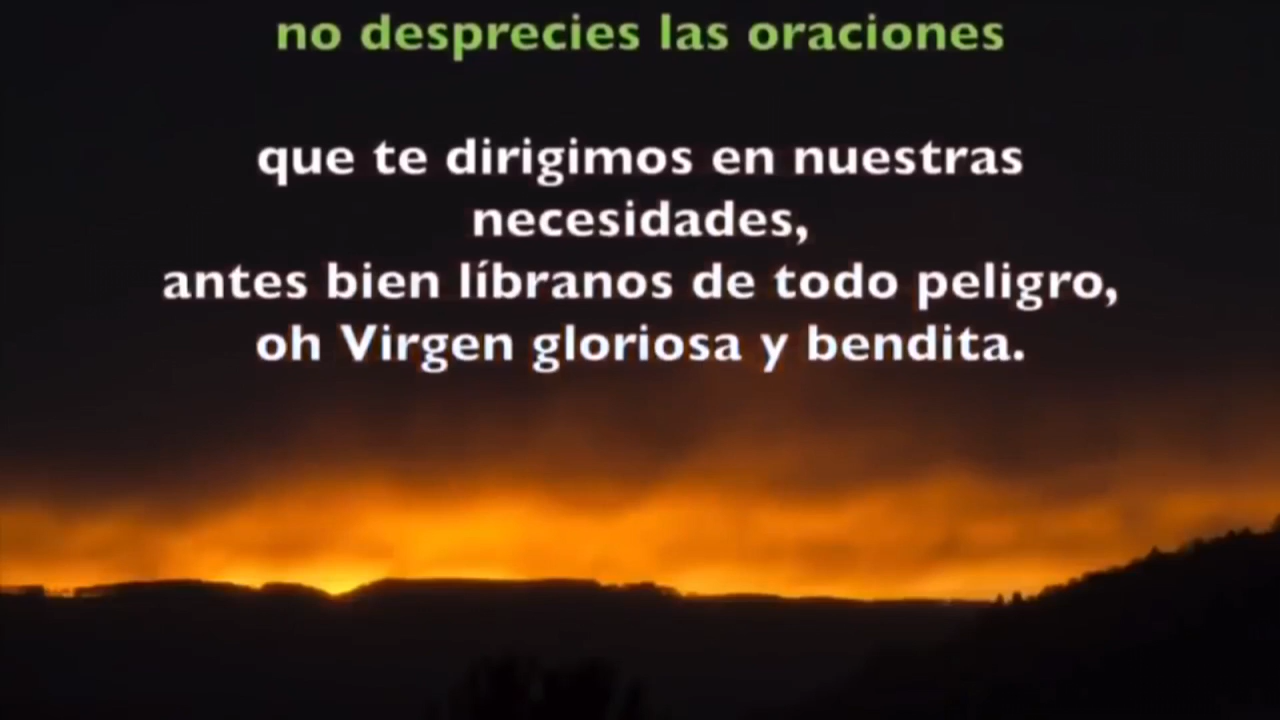 no desprecies las oraciones
que te dirigimos en nuestras
necesidades,
antes bien líbranos de todo peligro,
oh Virgen gloriosa y bendita.